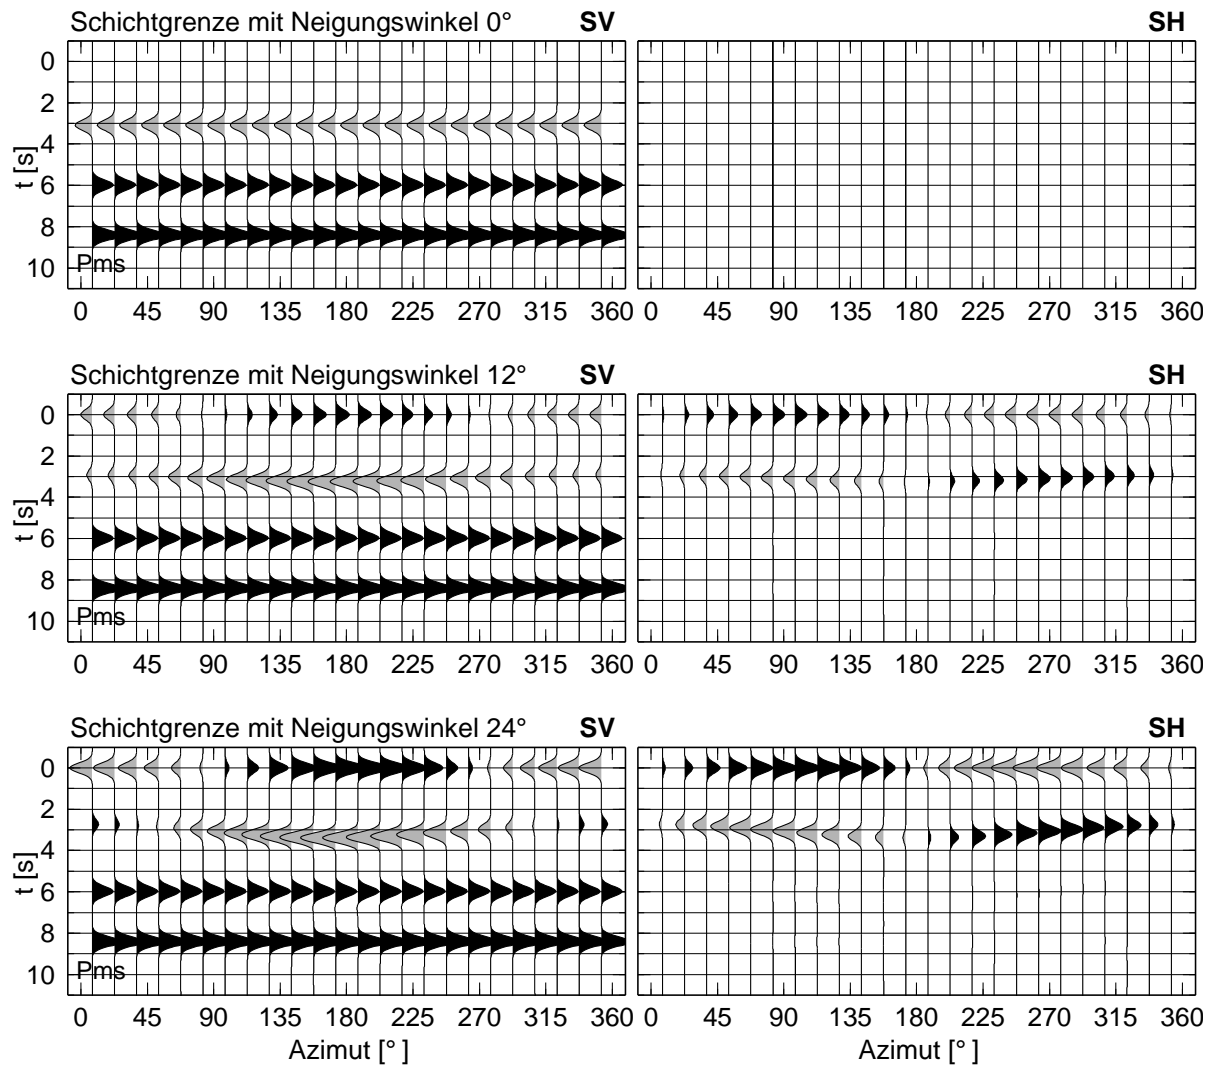 Schichtgrenze mit Neigungswinkel 0° SV SH
0
2
4
t [s]
6
8
Pms
10
0 45 90 135 180 225 270 315 360 0 45 90 135 180 225 270 315 360
Schichtgrenze mit Neigungswinkel 12° SV SH
0
2
4
t [s]
6
8
Pms
10
0 45 90 135 180 225 270 315 360 0 45 90 135 180 225 270 315 360
Schichtgrenze mit Neigungswinkel 24° SV SH
0
2
4
t [s]
6
8
Pms
10
0 45 90 135 180 225 270 315 360 0 45 90 135 180 225 270 315 360
Azimut [° ] Azimut [° ]